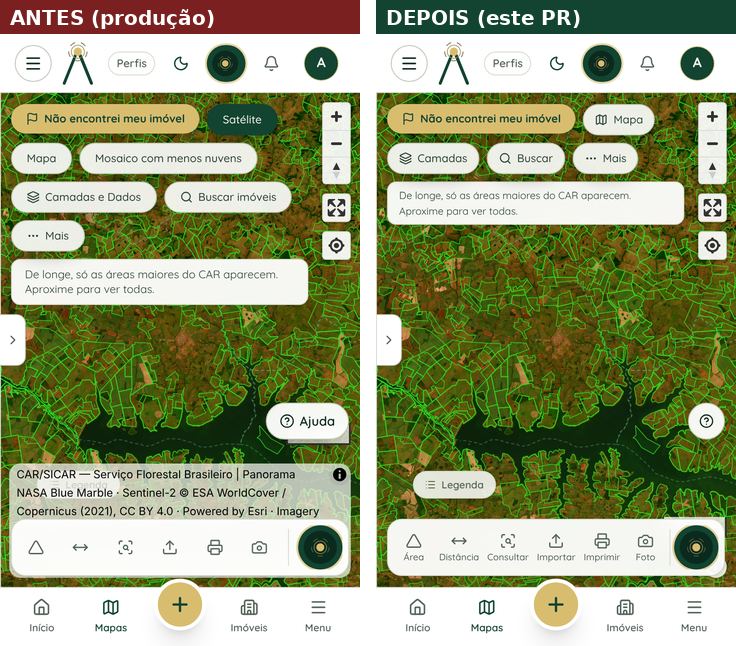 ANTES (produção)
Perfis
A
Não encontrei meu imóvel
Satélite
Mapa
Mosaico com menos nuvens
Camadas e Dados
Buscar imóveis
Mais
De longe, só as áreas maiores do CAR aparecem.
Aproxime para ver todas.
Ajuda
Legenda
CAR/SICAR — Serviço Florestal Brasileiro | Panorama
NASA Blue Marble · Sentinel-2 © ESA WorldCover /
Copernicus (2021), CC BY 4.0 · Powered by Esri · Imagery
Início
Mapas
Imóveis
Menu
DEPOIS (este PR)
Perfis
A
Não encontrei meu imóvel
Mapa
Camadas
Buscar
Mais
De longe, só as áreas maiores do CAR aparecem.
Aproxime para ver todas.
Legenda
Área
Distância
Consultar
Importar
Imprimir
Foto
Início
Mapas
Imóveis
Menu